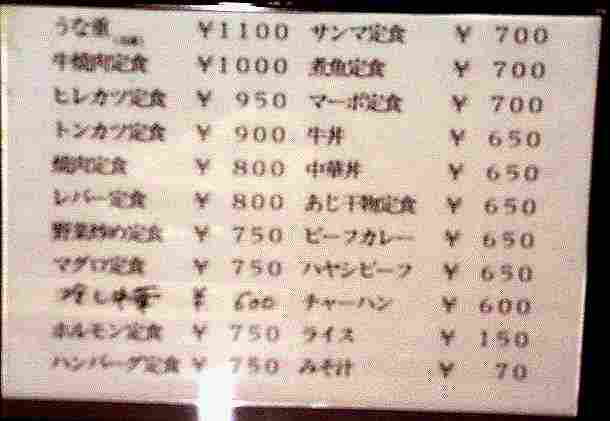 うな重 ¥1100
牛焼肉定食 ¥1000
ヒレカツ定食 ¥ 950
トンカツ定食 ¥ 900
焼肉定食 ¥ 800
レバー定食 ¥ 800
野菜炒め定食 ¥ 750
マグロ定食 ¥ 750
冷し中華 ¥ 600
ホルモン定食 ¥ 750
ハンバーグ定食 ¥ 750
サンマ定食 ¥ 700
煮魚定食 ¥ 700
マーボ定食 ¥ 700
牛丼 ¥ 650
中華丼 ¥ 650
あじ干物定食 ¥ 650
ビーフカレー ¥ 650
ハヤシビーフ ¥ 650
チャーハン ¥ 600
ライス ¥ 150
みそ汁 ¥ 70